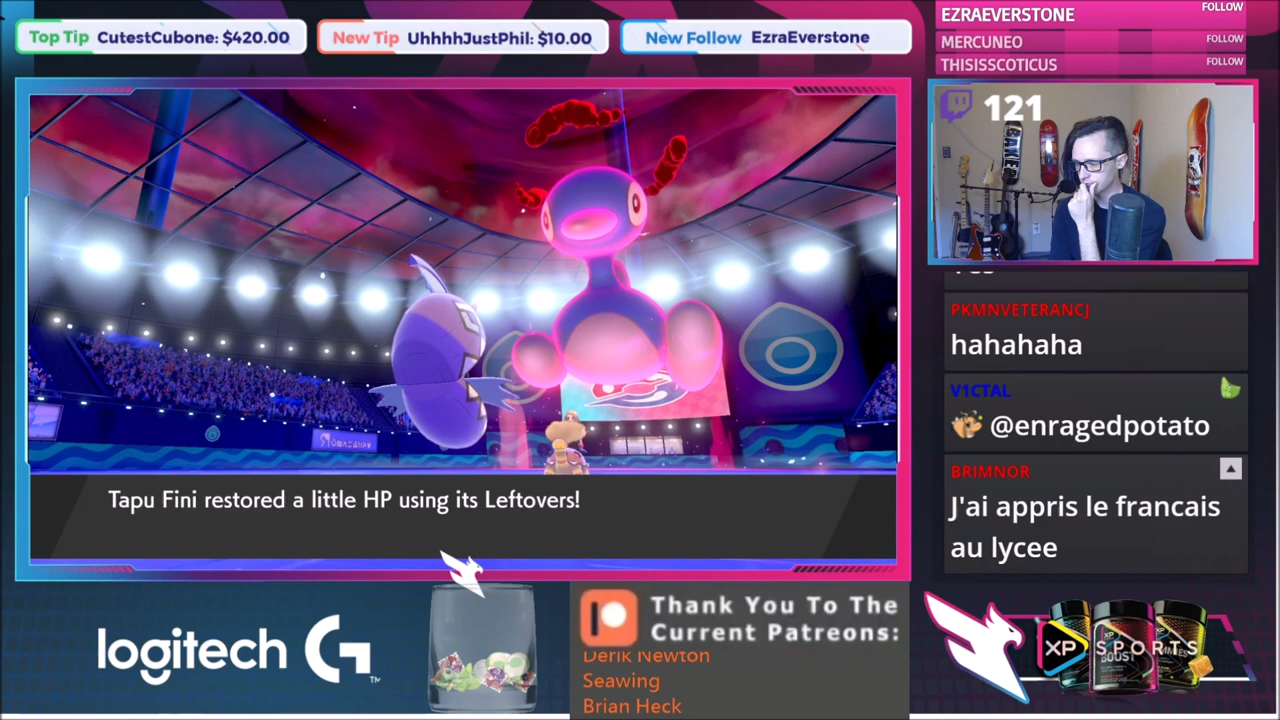 Top Tip CutestCubone: $420.00
New Tip UhhhhJustPhil: $10.00
New Follow EzraEverstone
EZRAEVERSTONE FOLLOW
MERCUNEO FOLLOW
THISISSCOTICUS FOLLOW
121
PKMNVETERANCJ
hahahaha
V1CTAL
@enragedpotato
BRIMNOR
J'ai appris le francais
au lycee
Tapu Fini restored a little HP using its Leftovers!
logitech G
TM
Thank You To The
Current Patreons:
Derik Newton
Seawing
Brian Heck
XP SPORTS
BOOST